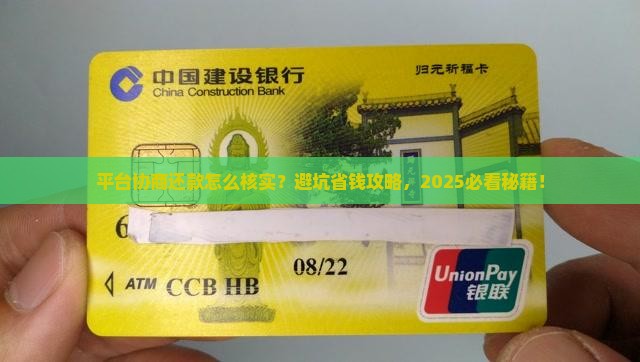 中国建设银行
China Construction Bank
归元祈福卡
平台协商还款怎么核实？避坑省钱攻略，2025必看秘籍！
6
08/22
ATM CCB HB
UnionPay
银联